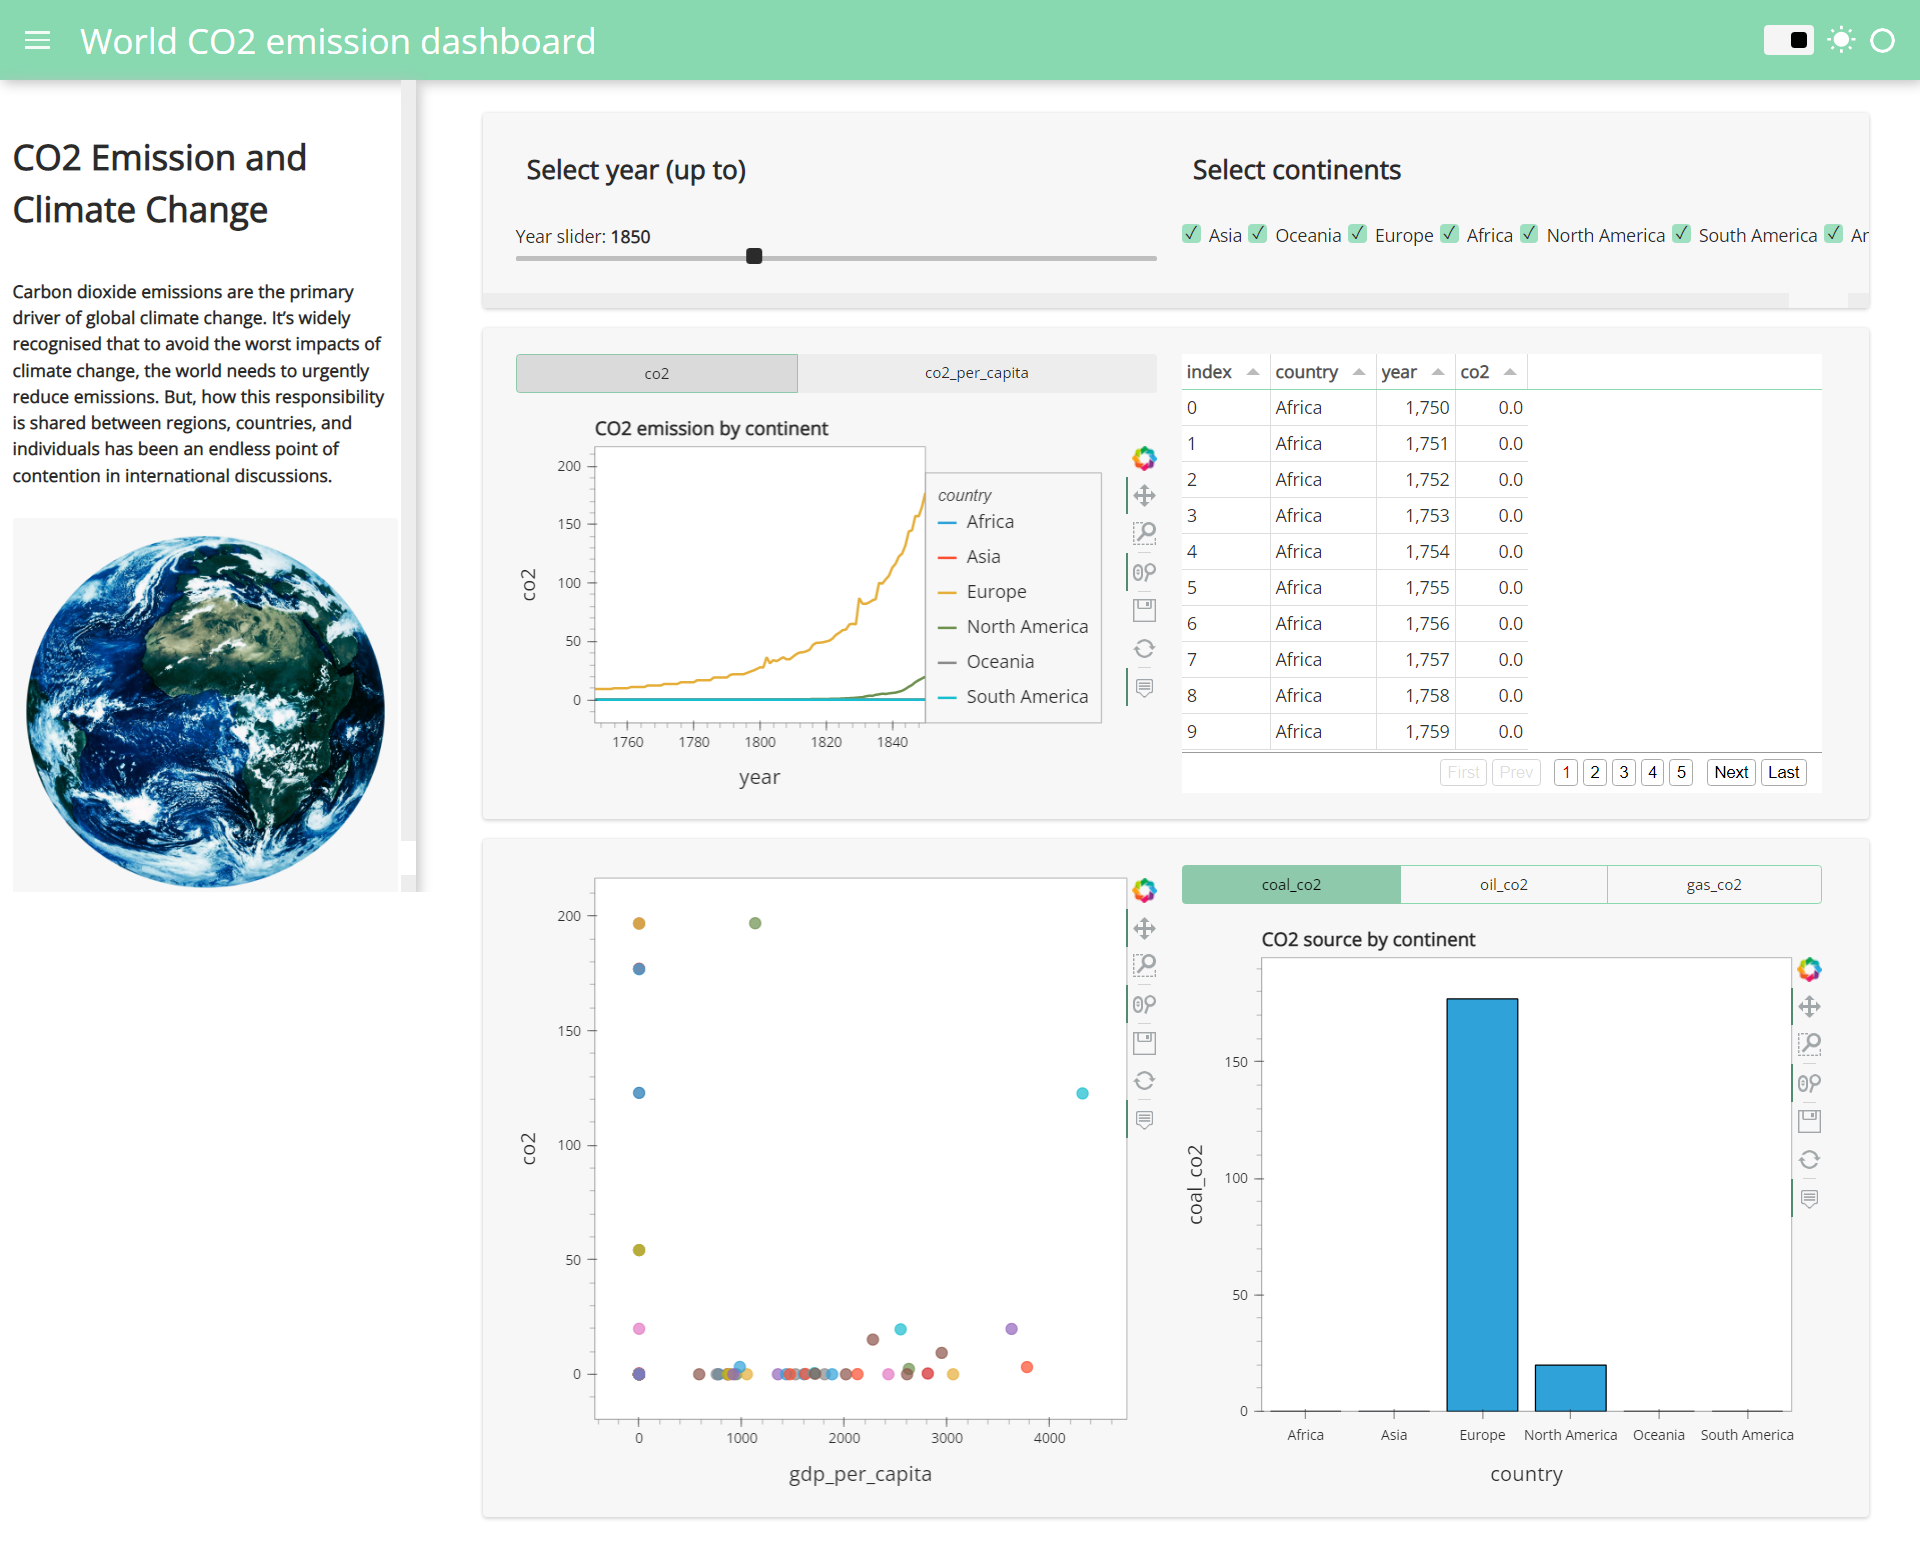 World CO2 emission dashboard
CO2 Emission and
Climate Change
Carbon dioxide emissions are the primary
driver of global climate change. It’s widely
recognised that to avoid the worst impacts of
climate change, the world needs to urgently
reduce emissions. But, how this responsibility
is shared between regions, countries, and
individuals has been an endless point of
contention in international discussions.
Select year (up to)
Year slider: 1850
Select continents
Asia Oceania Europe Africa North America South America Ar
co2 co2_per_capita
CO2 emission by continent
200
150
100
50
0
co2
1760 1780 1800 1820 1840
year
country
Africa
Asia
Europe
North America
Oceania
South America
index country year co2
0 Africa 1,750 0.0
1 Africa 1,751 0.0
2 Africa 1,752 0.0
3 Africa 1,753 0.0
4 Africa 1,754 0.0
5 Africa 1,755 0.0
6 Africa 1,756 0.0
7 Africa 1,757 0.0
8 Africa 1,758 0.0
9 Africa 1,759 0.0
First Prev 1 2 3 4 5 Next Last
200
150
100
50
0
co2
0 1000 2000 3000 4000
gdp_per_capita
coal_co2 oil_co2 gas_co2
CO2 source by continent
150
100
50
0
coal_co2
Africa Asia Europe North America Oceania South America
country